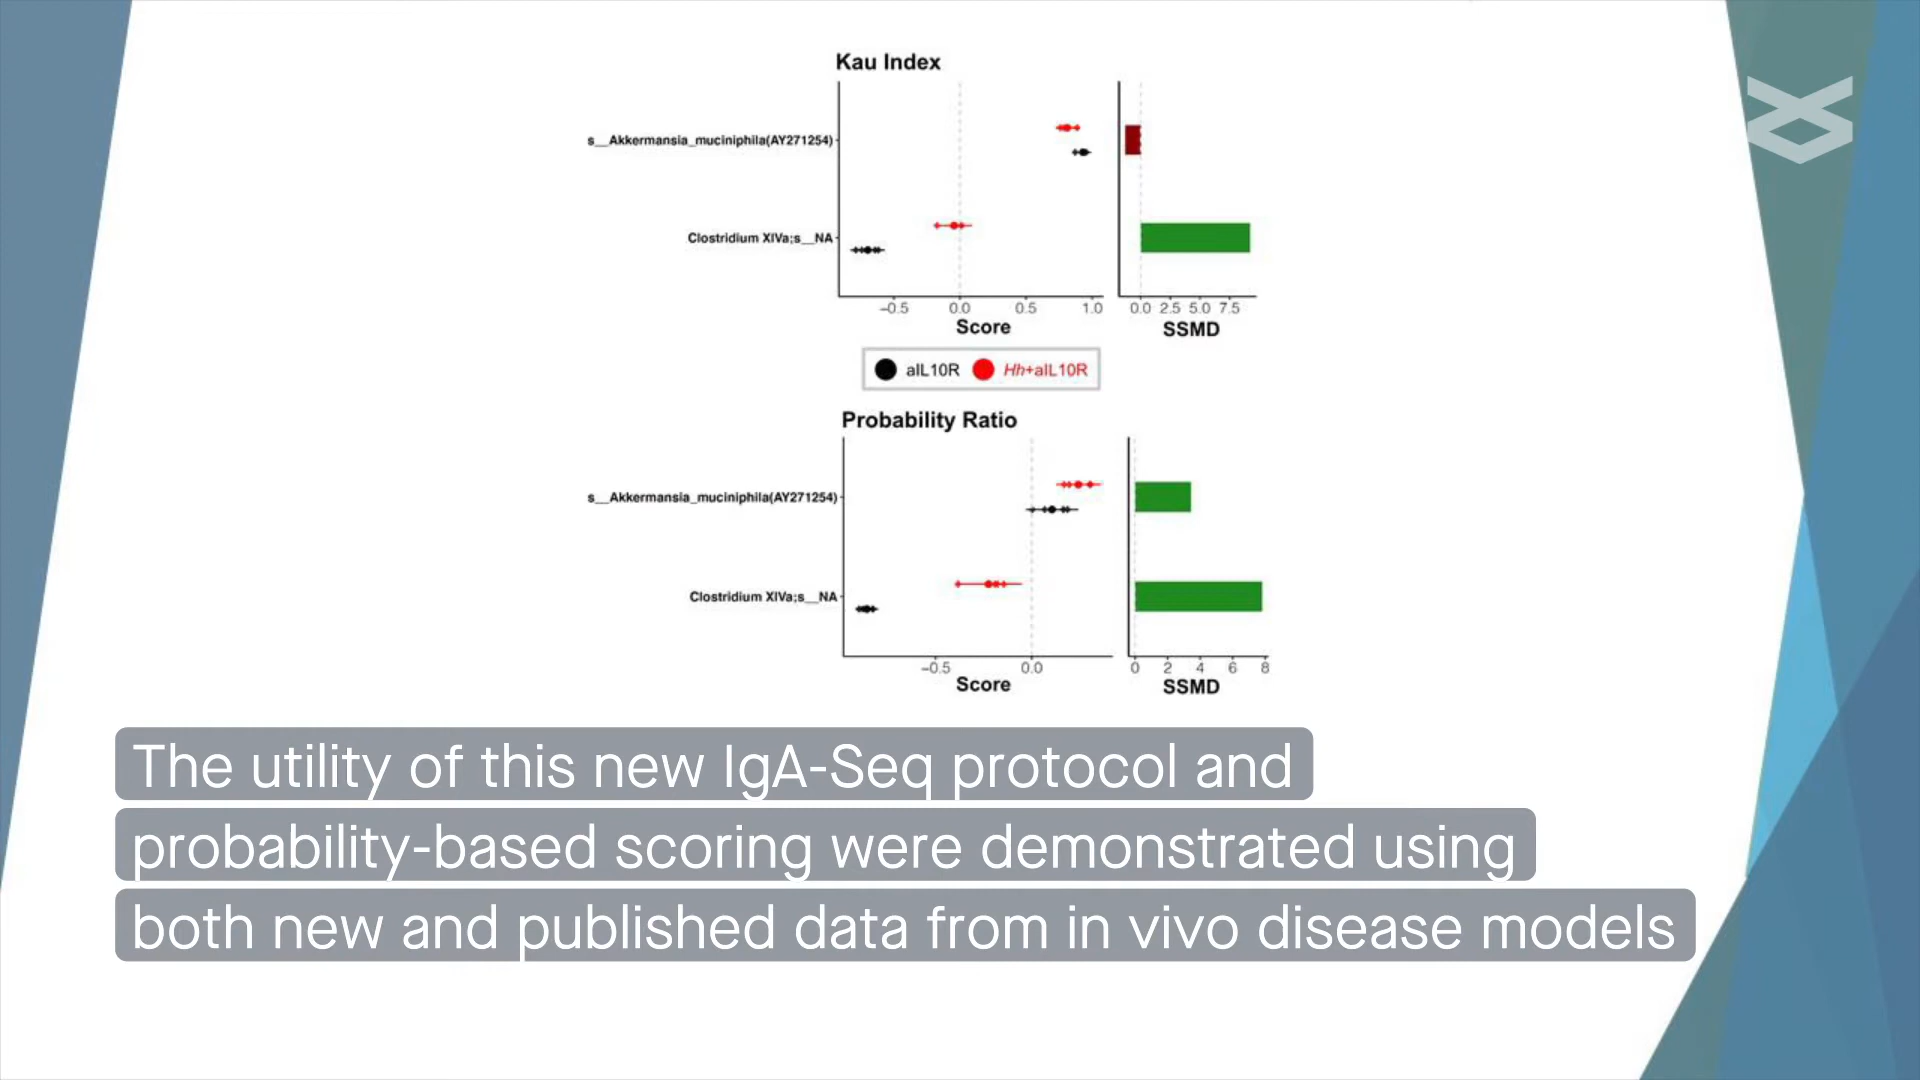 Kau Index
s__Akkermansia_muciniphila(AY271254)
Clostridium XIVa;s__NA
−0.5 0.0 0.5 1.0
Score
0.0 2.5 5.0 7.5
SSMD
aIL10R Hh+aIL10R
Probability Ratio
s__Akkermansia_muciniphila(AY271254)
Clostridium XIVa;s__NA
−0.5 0.0
Score
0 2 4 6 8
SSMD
The utility of this new IgA-Seq protocol and
probability-based scoring were demonstrated using
both new and published data from in vivo disease models